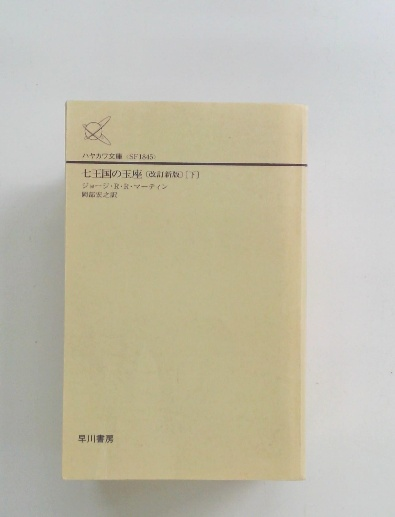 ハヤカワ文庫〈SF1845〉
七王国の玉座〔改訂新版〕〔下〕
ジョージ・R・R・マーティン
岡部宏之訳
早川書房